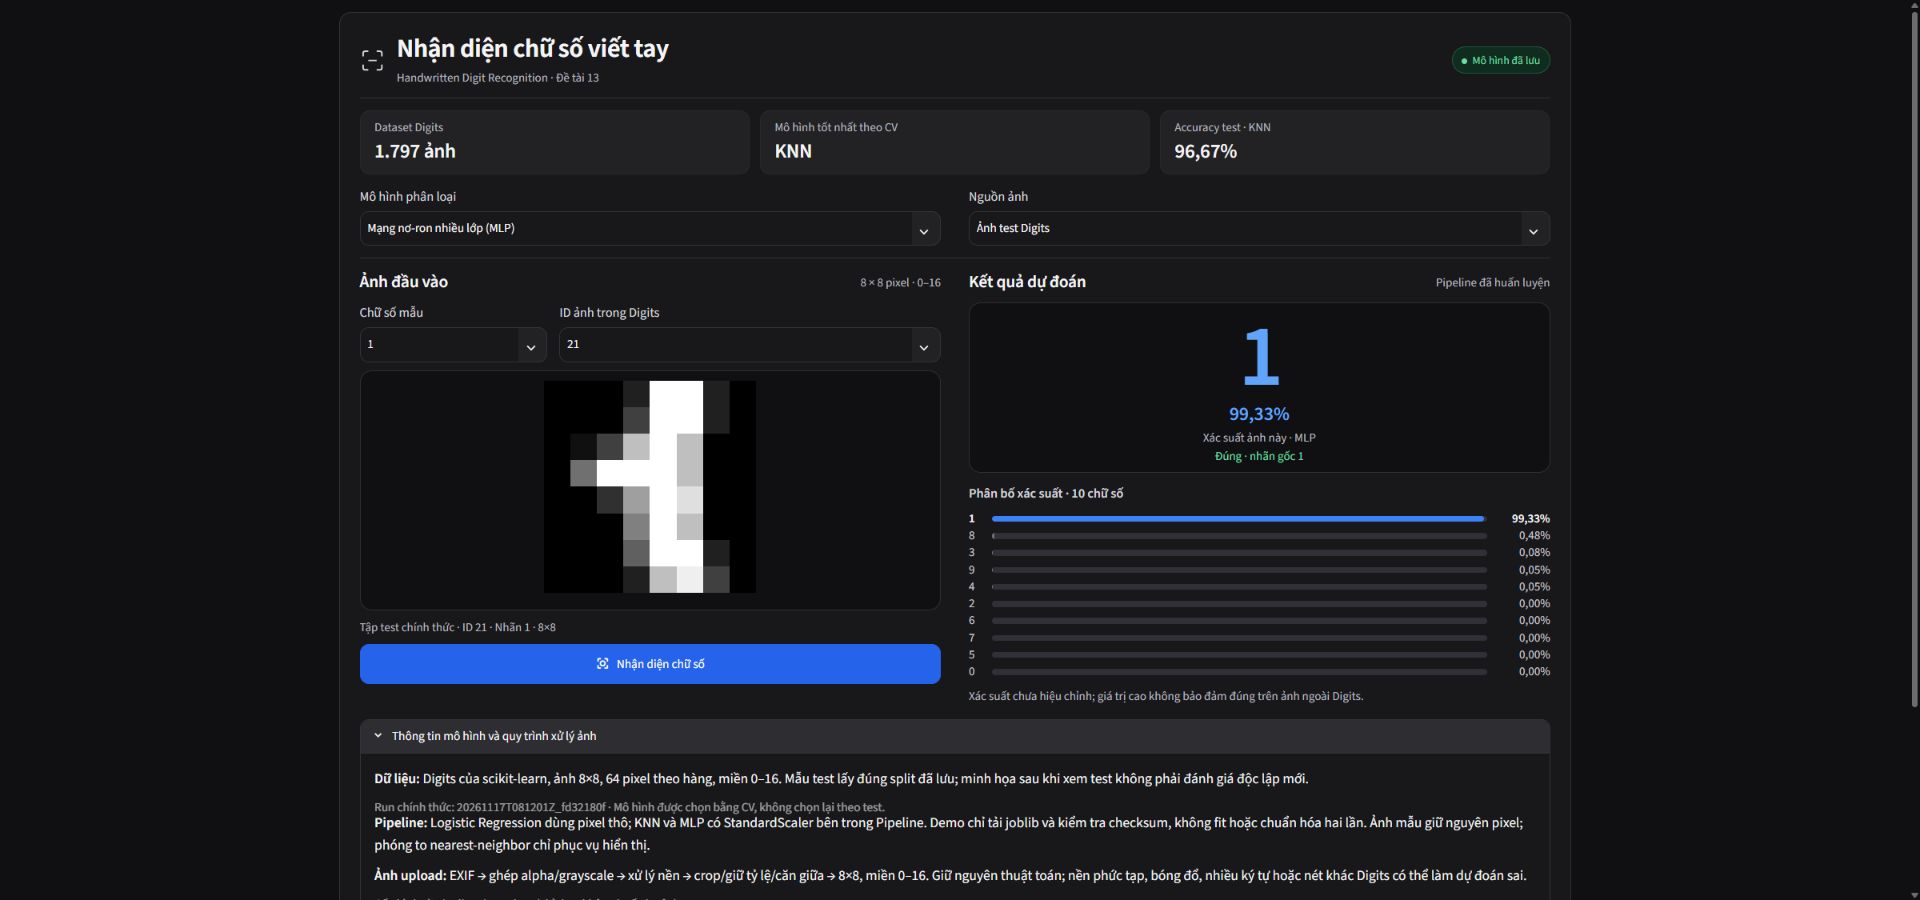 Nhận diện chữ số viết tay
Handwritten Digit Recognition · Đề tài 13
Mô hình đã lưu
Dataset Digits
1.797 ảnh
Mô hình tốt nhất theo CV
KNN
Accuracy test · KNN
96,67%
Mô hình phân loại
Mạng nơ-ron nhiều lớp (MLP)
Nguồn ảnh
Ảnh test Digits
Ảnh đầu vào
8 × 8 pixel · 0–16
Chữ số mẫu
1
ID ảnh trong Digits
21
Tập test chính thức · ID 21 · Nhãn 1 · 8×8
Nhận diện chữ số
Kết quả dự đoán
Pipeline đã huấn luyện
1
99,33%
Xác suất ảnh này · MLP
Đúng · nhãn gốc 1
Phân bố xác suất · 10 chữ số
1 99,33%
8 0,48%
3 0,08%
9 0,05%
4 0,05%
2 0,00%
6 0,00%
7 0,00%
5 0,00%
0 0,00%
Xác suất chưa hiệu chỉnh; giá trị cao không bảo đảm đúng trên ảnh ngoài Digits.
Thông tin mô hình và quy trình xử lý ảnh
Dữ liệu: Digits của scikit-learn, ảnh 8×8, 64 pixel theo hàng, miền 0–16. Mẫu test lấy đúng split đã lưu; minh họa sau khi xem test không phải đánh giá độc lập mới.
Run chính thức: 20261117T081201Z_fd32180f · Mô hình được chọn bằng CV, không chọn lại theo test.
Pipeline: Logistic Regression dùng pixel thô; KNN và MLP có StandardScaler bên trong Pipeline. Demo chỉ tải joblib và kiểm tra checksum, không fit hoặc chuẩn hóa hai lần. Ảnh mẫu giữ nguyên pixel;
phóng to nearest-neighbor chỉ phục vụ hiển thị.
Ảnh upload: EXIF → ghép alpha/grayscale → xử lý nền → crop/giữ tỷ lệ/căn giữa → 8×8, miền 0–16. Giữ nguyên thuật toán; nền phức tạp, bóng đổ, nhiều ký tự hoặc nét khác Digits có thể làm dự đoán sai.